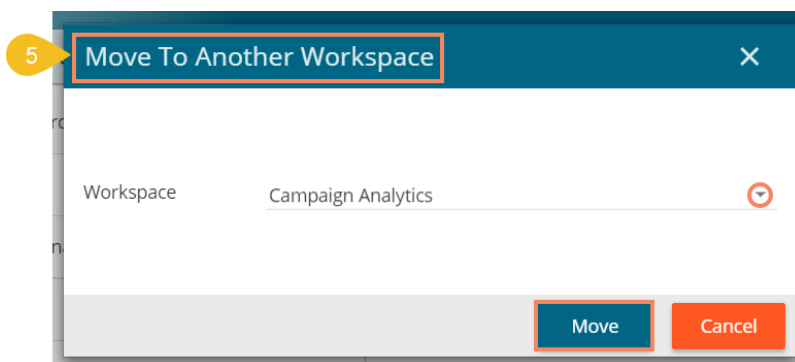 5
Move To Another Workspace
Workspace
Campaign Analytics
Move
Cancel